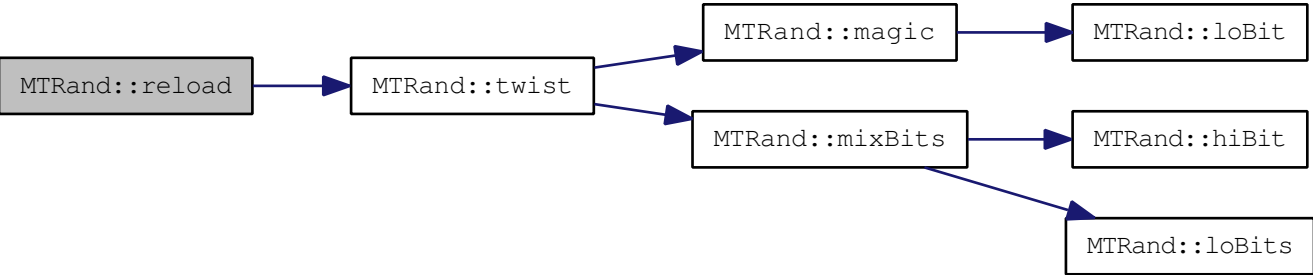 MTRand::magic
MTRand::loBit
MTRand::reload
MTRand::twist
MTRand::mixBits
MTRand::hiBit
MTRand::loBits